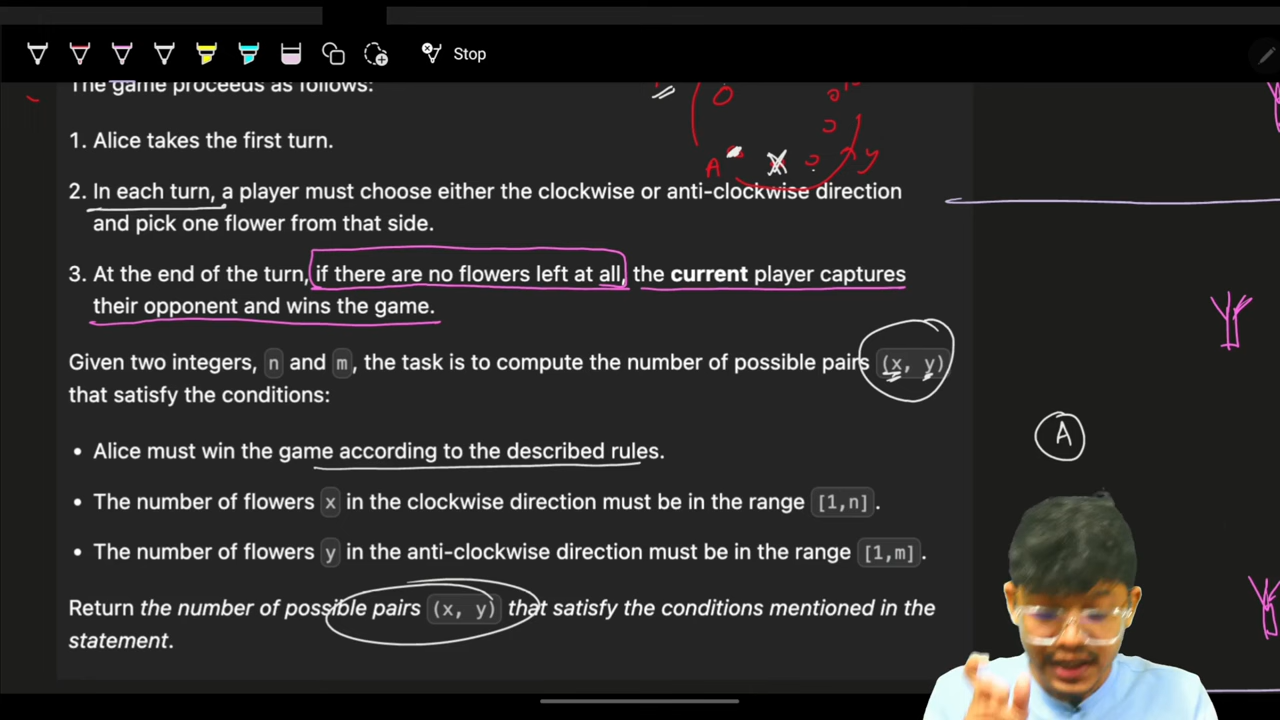 Stop
The game proceeds as follows:
1. Alice takes the first turn.
A
y
2. In each turn, a player must choose either the clockwise or anti-clockwise direction
and pick one flower from that side.
3. At the end of the turn, if there are no flowers left at all, the current player captures
their opponent and wins the game.
Given two integers, n and m, the task is to compute the number of possible pairs (x, y)
that satisfy the conditions:
A
• Alice must win the game according to the described rules.
• The number of flowers x in the clockwise direction must be in the range [1,n].
• The number of flowers y in the anti-clockwise direction must be in the range [1,m].
Return the number of possible pairs (x, y) that satisfy the conditions mentioned in the
statement.